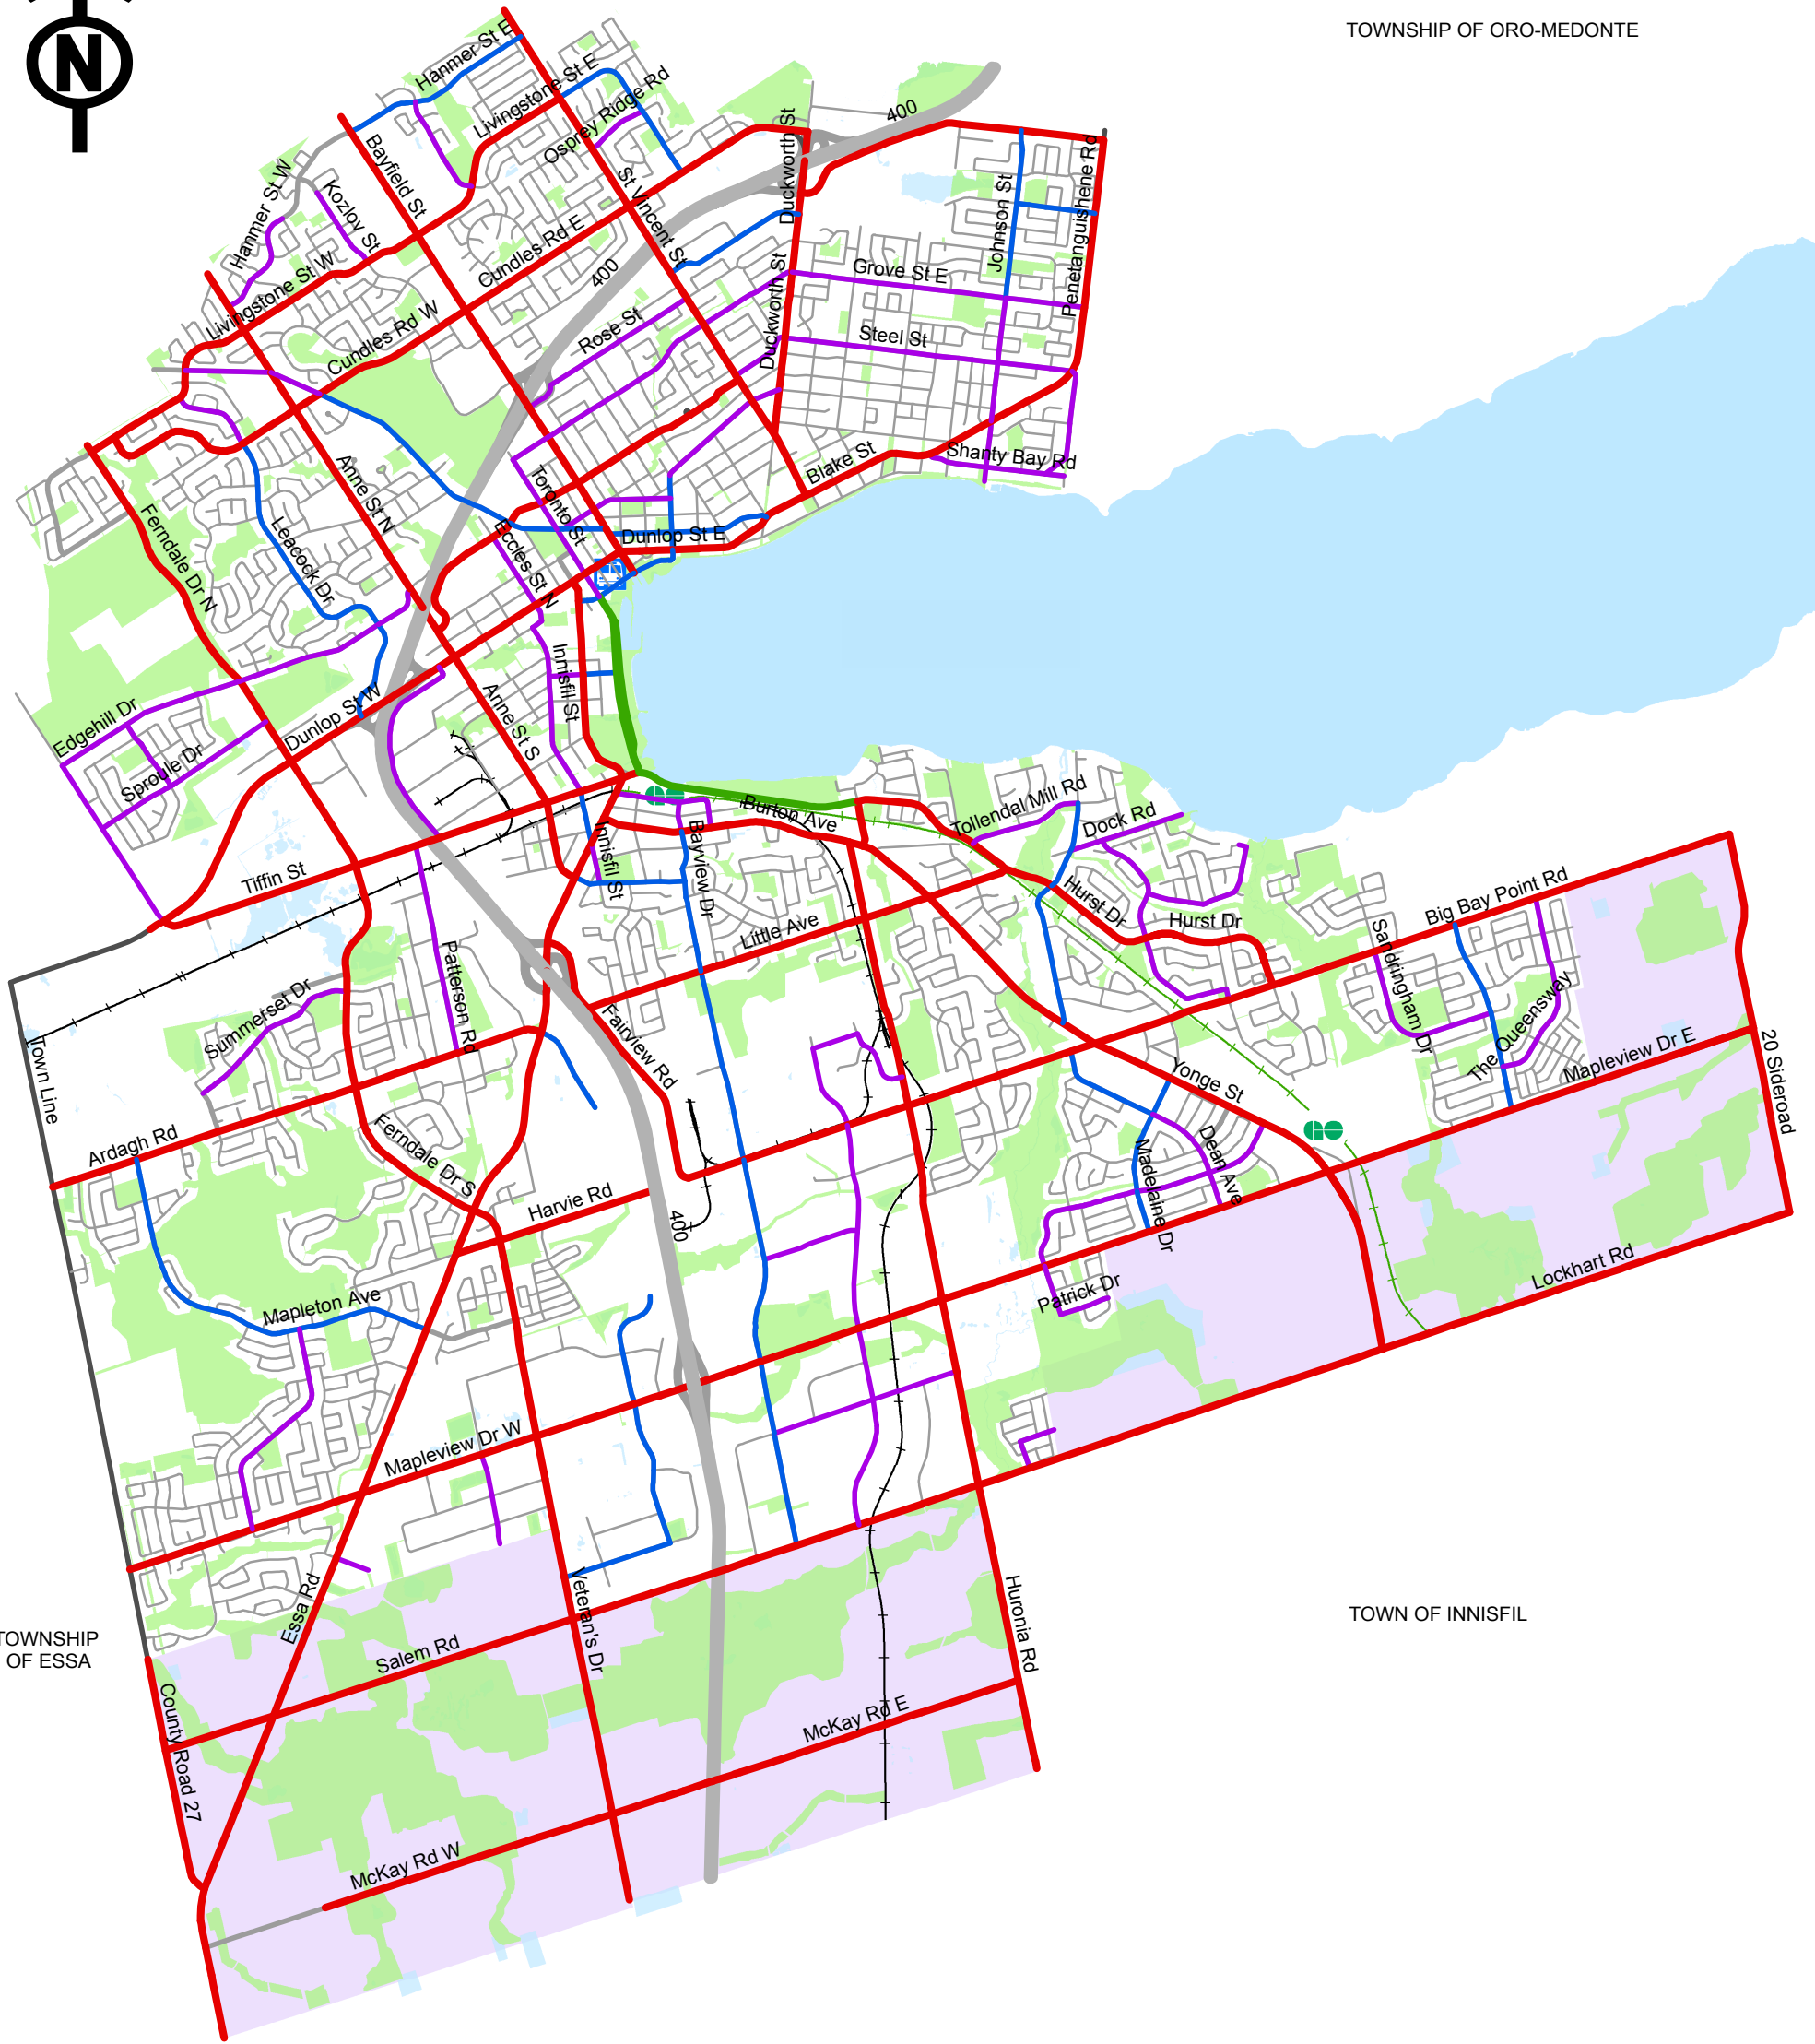 N
TOWNSHIP OF ORO-MEDONTE
Hanmer St E
Livingstone St E
Osprey Ridge Rd
400
Duckworth St
Bayfield St
Hanmer St W
Kozlov St
St Vincent St
Johnson St
Penetanguishene Rd
Cundles Rd E
400
Livingstone St W
Duckworth St
Grove St E
Rose St
Steel St
Cundles Rd W
Anne St N
Toronto St
Blake St
Shanty Bay Rd
Ferndale Dr N
Leacock Dr
Eccles St N
Dunlop St E
Innisfil St
Edgehill Dr
Dunlop St W
Anne St S
Sproule Dr
Burton Ave
Tollendal Mill Rd
Dock Rd
Tiffin St
Innisfil St
Bayview Dr
Hurst Dr
Hurst Dr
Big Bay Point Rd
Little Ave
Sandringham Dr
Patterson Rd
Summerset Dr
The Queensway
Town Line
Fairview Rd
Yonge St
Mapleview Dr E
20 Sideroad
Ardagh Rd
Ferndale Dr S
Madelaine Dr
Dean Ave
Harvie Rd
400
Lockhart Rd
Patrick Dr
Mapleton Ave
Mapleview Dr W
Essa Rd
Veteran's Dr
Huronia Rd
TOWN OF INNISFIL
TOWNSHIP
OF ESSA
Salem Rd
County Road 27
McKay Rd E
McKay Rd W